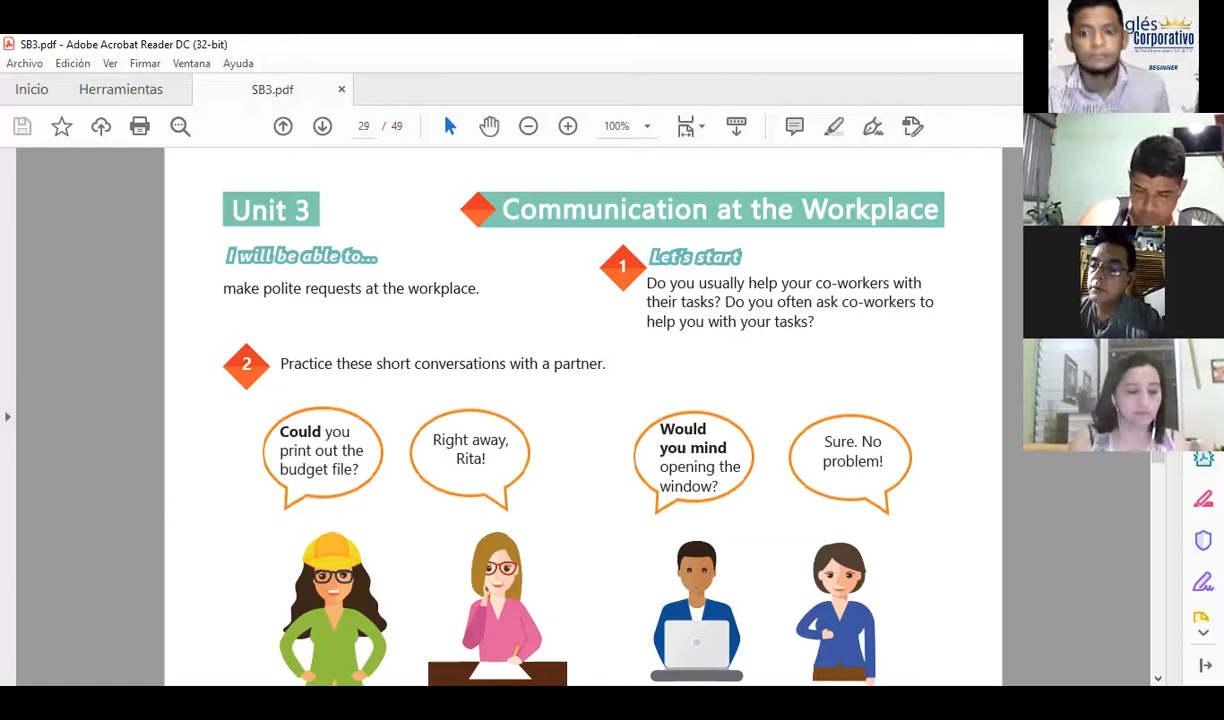 SB3.pdf - Adobe Acrobat Reader DC (32-bit)
Archivo Edición Ver Firmar Ventana Ayuda
Inicio Herramientas SB3.pdf ×
29 / 49 100%
Unit 3
Communication at the Workplace
I will be able to...
make polite requests at the workplace.
1 Let's start
Do you usually help your co-workers with
their tasks? Do you often ask co-workers to
help you with your tasks?
2 Practice these short conversations with a partner.
Could you
print out the
budget file?
Right away,
Rita!
Would
you mind
opening the
window?
Sure. No
problem!
glés
Corporativo
BEGINNER